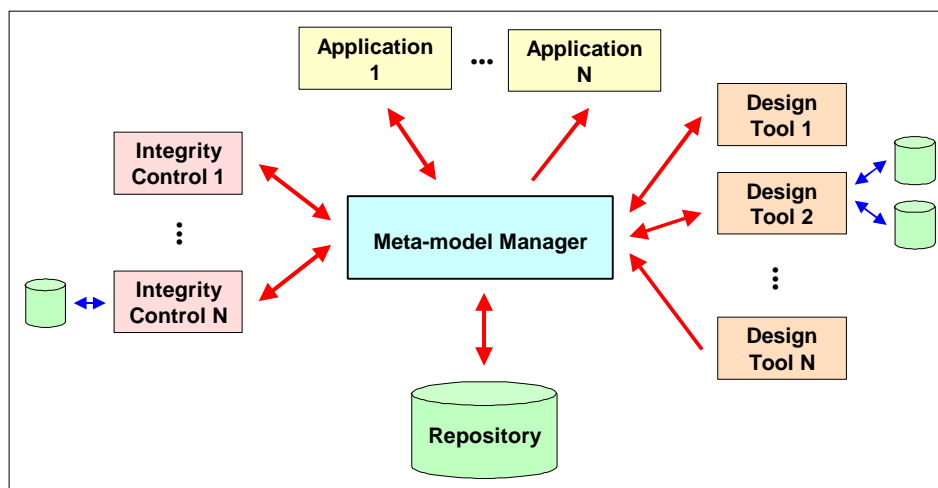 Application
1
...
Application
N
Design
Tool 1
Integrity
Control 1
Design
Tool 2
...
Meta-model Manager
Integrity
Control N
...
Design
Tool N
Repository